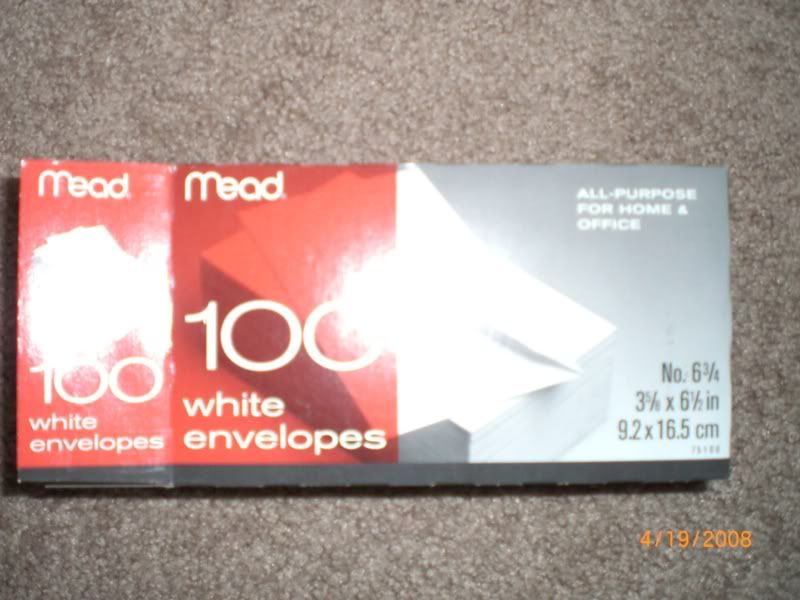 mead
100
white
envelopes
mead
100
white
envelopes
ALL-PURPOSE
FOR HOME &
OFFICE
No. 6¾
3⅝ x 6½ in
9.2 x 16.5 cm
75100
4/19/2008